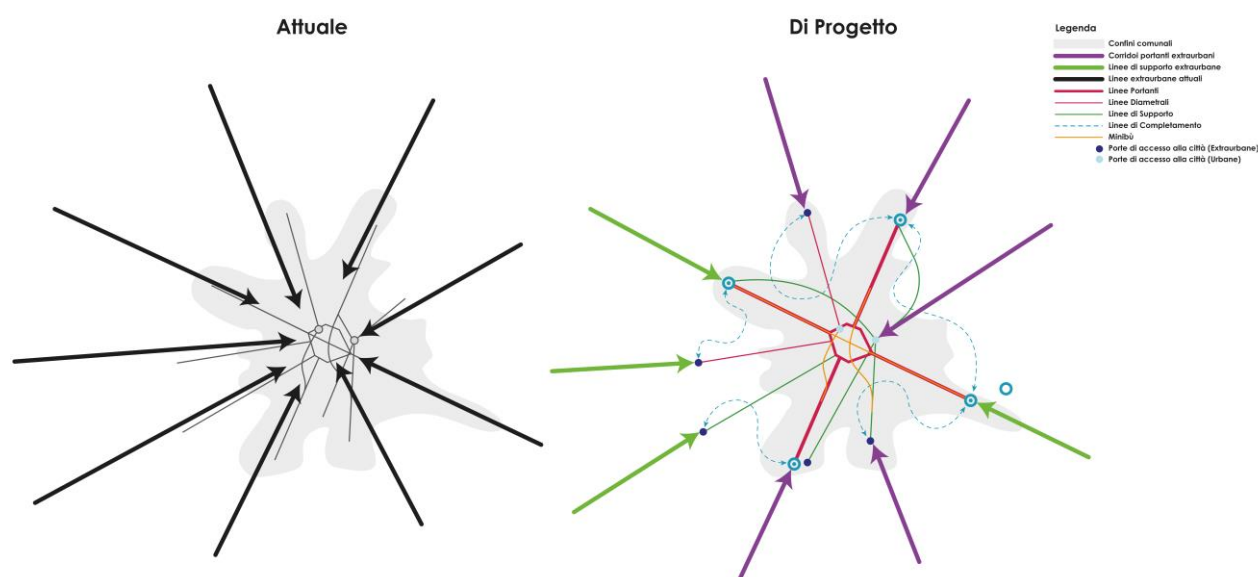 Attuale
Di Progetto
Legenda
Confini comunali
Corridoi portanti extraurbani
Linee di supporto extraurbane
Linee extraurbane attuali
Linee Portanti
Linee Diametrali
Linee di Supporto
Linee di Completamento
Minibù
Porte di accesso alla città (Extraurbane)
Porte di accesso alla città (Urbane)